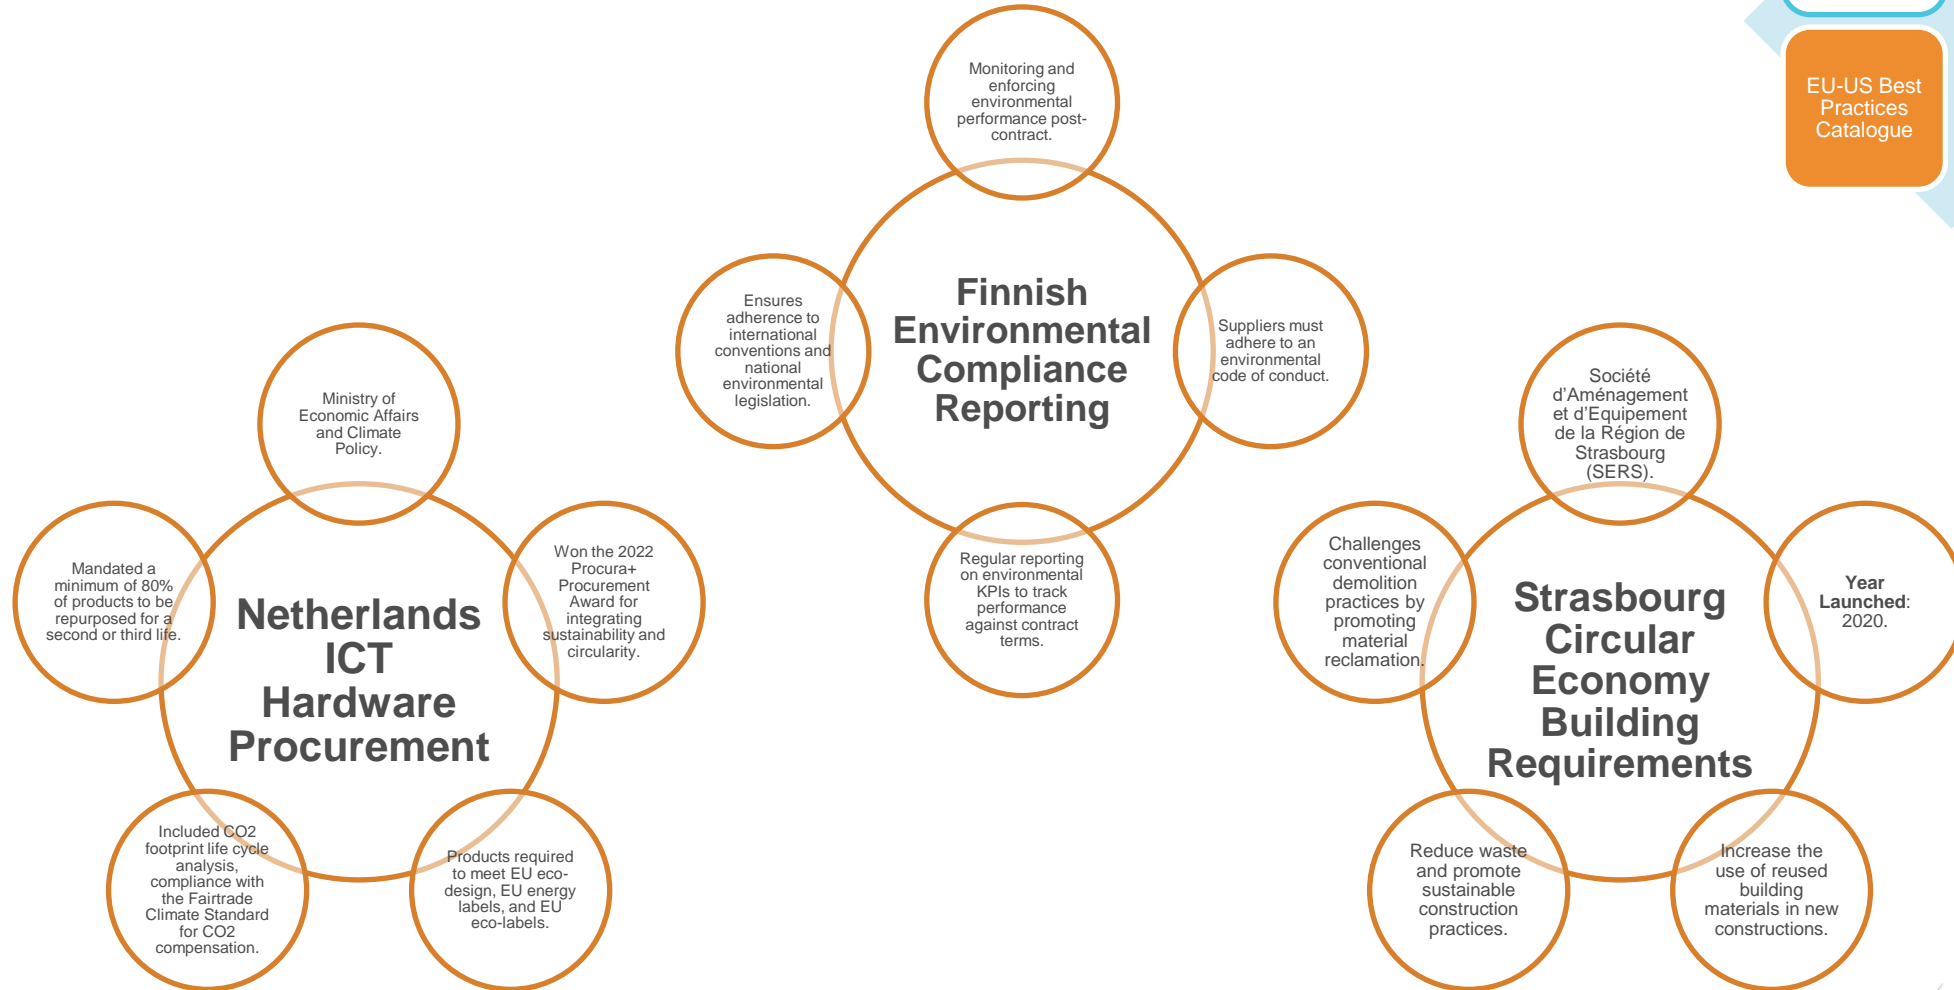 EU-US Best
Practices
Catalogue
Monitoring and
enforcing
environmental
performance post-
contract.
Ensures
adherence to
international
conventions and
national
environmental
legislation.
Finnish
Environmental
Compliance
Reporting
Suppliers must
adhere to an
environmental
code of conduct.
Regular reporting
on environmental
KPIs to track
performance
against contract
terms.
Ministry of
Economic Affairs
and Climate
Policy.
Mandated a
minimum of 80%
of products to be
repurposed for a
second or third life.
Netherlands
ICT
Hardware
Procurement
Won the 2022
Procura+
Procurement
Award for
integrating
sustainability and
circularity.
Included CO2
footprint life cycle
analysis,
compliance with
the Fairtrade
Climate Standard
for CO2
compensation.
Products required
to meet EU eco-
design, EU energy
labels, and EU
eco-labels.
Société
d’Aménagement
et d’Equipement
de la Région de
Strasbourg
(SERS).
Challenges
conventional
demolition
practices by
promoting
material
reclamation.
Strasbourg
Circular
Economy
Building
Requirements
Year
Launched:
2020.
Reduce waste
and promote
sustainable
construction
practices.
Increase the
use of reused
building
materials in new
constructions.